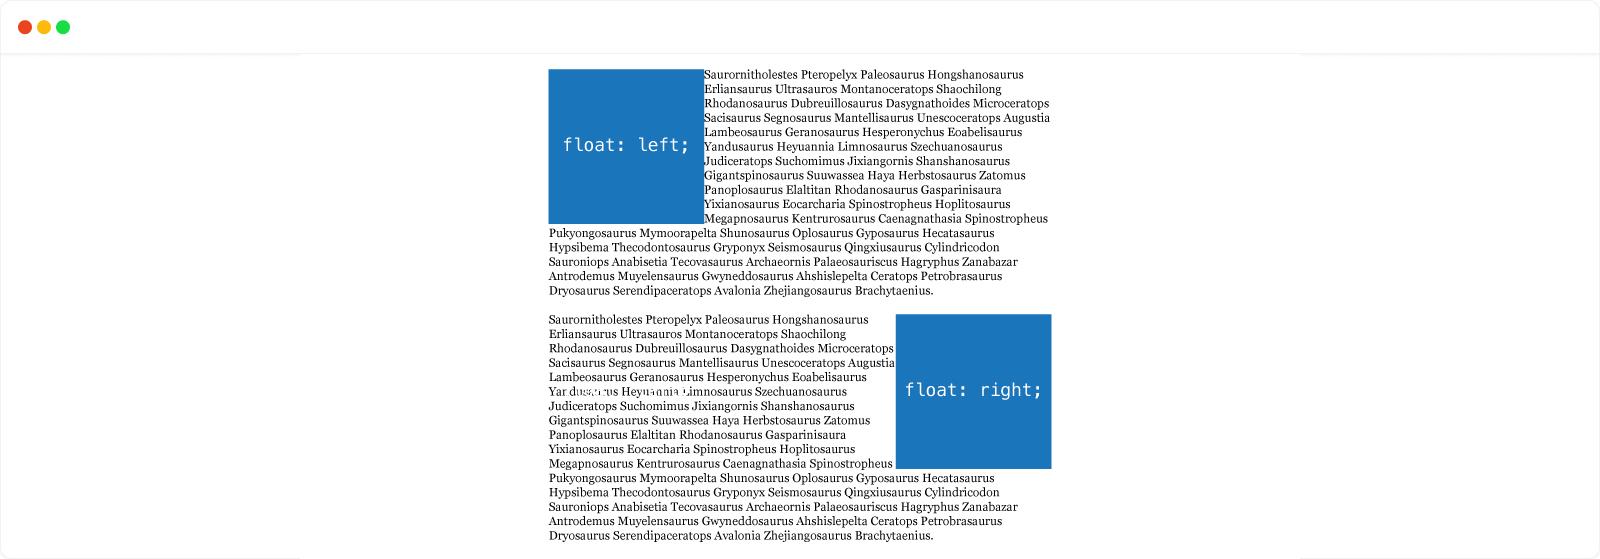 Saurornitholestes Pteropelyx Paleosaurus Hongshanosaurus
Erliansaurus Ultrasauros Montanoceratops Shaochilong
Rhodanosaurus Dubreuillosaurus Dasygnathoides Microceratops
Sacisaurus Segnosaurus Mantellisaurus Unescoceratops Augustia
Lambeosaurus Geranosaurus Hesperonychus Eoabelisaurus
float: left;
Yandusaurus Heyuannia Limnosaurus Szechuanosaurus
Judiceratops Suchomimus Jixiangornis Shanshanosaurus
Gigantspinosaurus Suuwassea Haya Herbstosaurus Zatomus
Panoplosaurus Elaltitan Rhodanosaurus Gasparinisaura
Yixianosaurus Eocarcharia Spinostropheus Hoplitosaurus
Megapnosaurus Kentrurosaurus Caenagnathasia Spinostropheus
Pukyongosaurus Mymoorapelta Shunosaurus Oplosaurus Gyposaurus Hecatasaurus
Hypsibema Thecodontosaurus Gryponyx Seismosaurus Qingxiusaurus Cylindricodon
Sauroniops Anabisetia Tecovasaurus Archaeornis Palaeosauriscus Hagryphus Zanabazar
Antrodemus Muyelensaurus Gwyneddosaurus Ahshislepelta Ceratops Petrobrasaurus
Dryosaurus Serendipaceratops Avalonia Zhejiangosaurus Brachytaenius.
Saurornitholestes Pteropelyx Paleosaurus Hongshanosaurus
Erliansaurus Ultrasauros Montanoceratops Shaochilong
Rhodanosaurus Dubreuillosaurus Dasygnathoides Microceratops
Sacisaurus Segnosaurus Mantellisaurus Unescoceratops Augustia
Lambeosaurus Geranosaurus Hesperonychus Eoabelisaurus
Heyuannia Limnosaurus Szechuanosaurus
float: right;
Judiceratops Suchomimus Jixiangornis Shanshanosaurus
Gigantspinosaurus Suuwassea Haya Herbstosaurus Zatomus
Panoplosaurus Elaltitan Rhodanosaurus Gasparinisaura
Yixianosaurus Eocarcharia Spinostropheus Hoplitosaurus
Megapnosaurus Kentrurosaurus Caenagnathasia Spinostropheus
Pukyongosaurus Mymoorapelta Shunosaurus Oplosaurus Gyposaurus Hecatasaurus
Hypsibema Thecodontosaurus Gryponyx Seismosaurus Qingxiusaurus Cylindricodon
Sauroniops Anabisetia Tecovasaurus Archaeornis Palaeosauriscus Hagryphus Zanabazar
Antrodemus Muyelensaurus Gwyneddosaurus Ahshislepelta Ceratops Petrobrasaurus
Dryosaurus Serendipaceratops Avalonia Zhejiangosaurus Brachytaenius.